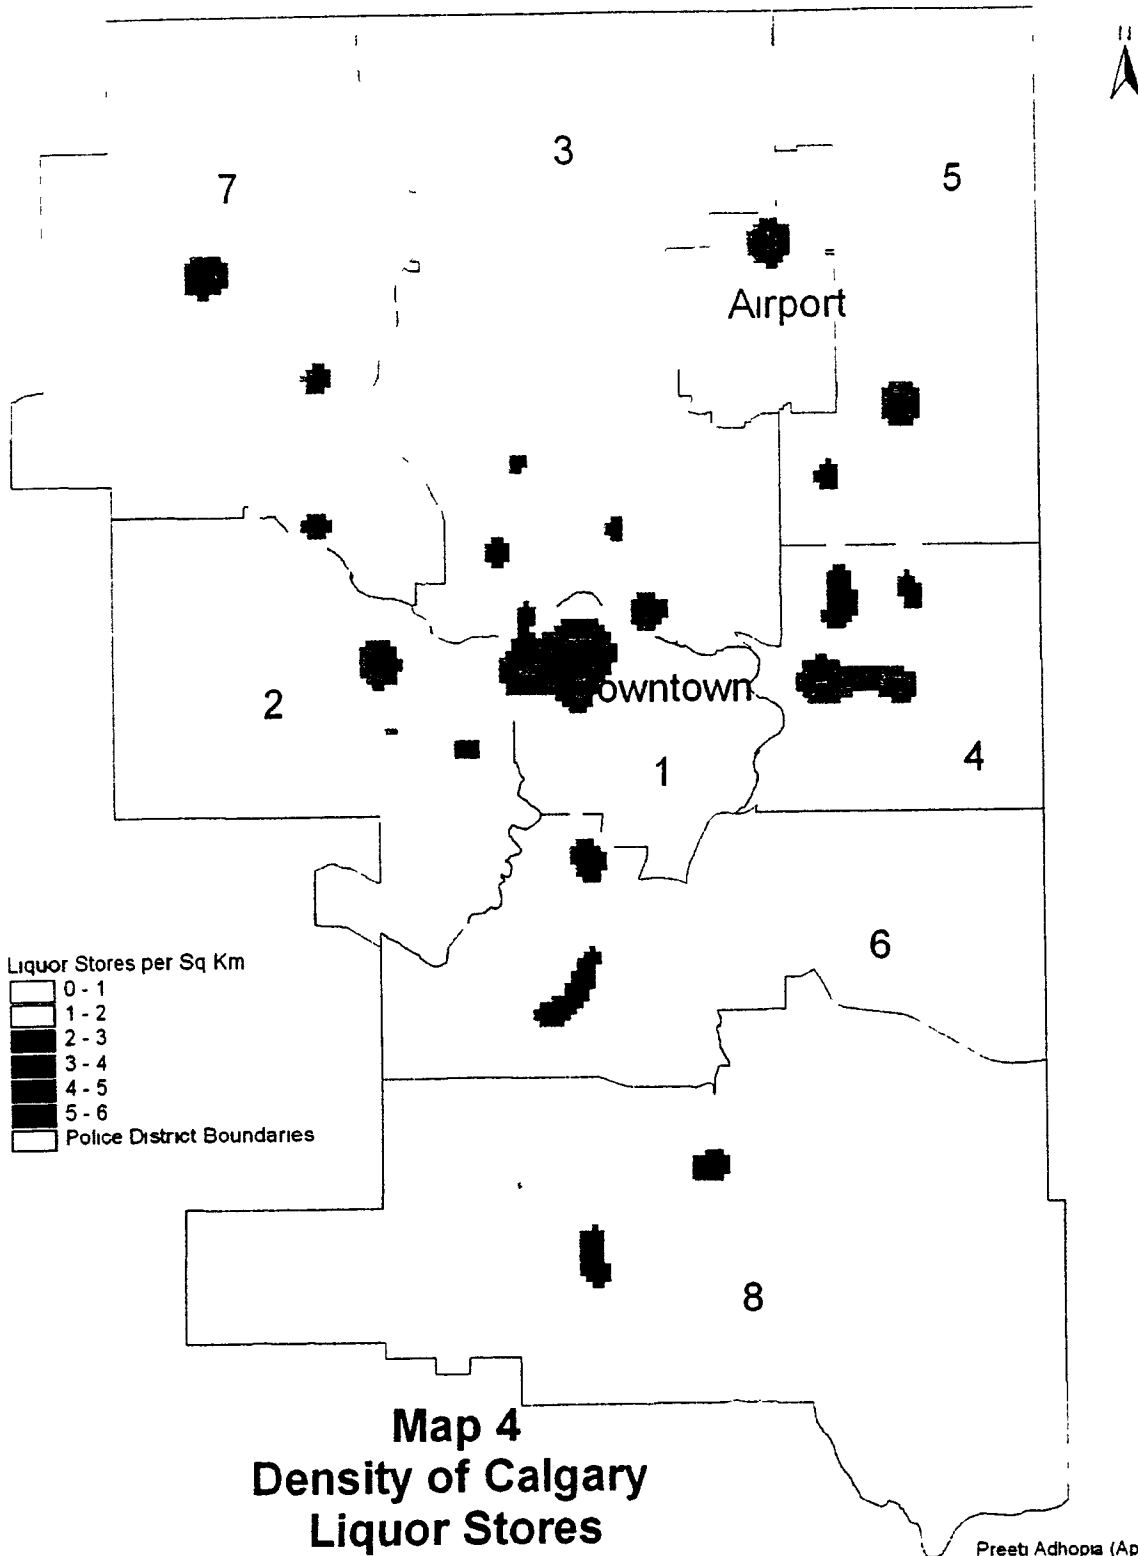 3
7
5
Airport
Downtown
2
1
4
6
Liquor Stores per Sq Km
0 - 1
1 - 2
2 - 3
3 - 4
4 - 5
5 - 6
Police District Boundaries
8
Map 4
Density of Calgary
Liquor Stores
Preeti Adhopia (Ap